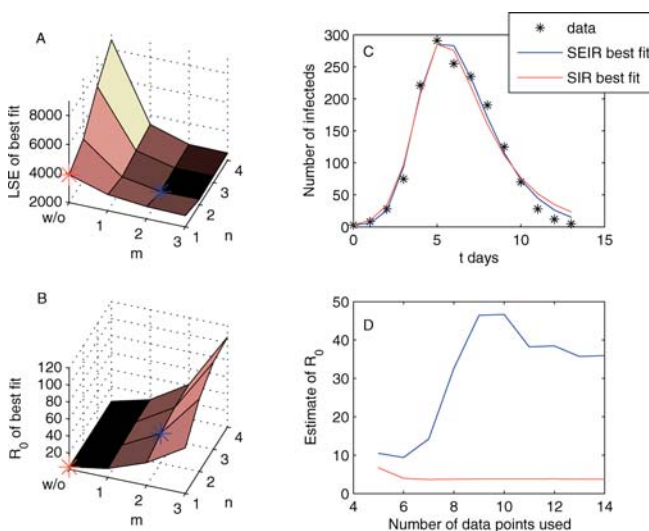 A
8000
6000
4000
2000
LSE of best fit
w/o
1
2
3
m
1
2
3
4
n
C
300
250
200
150
100
50
0
Number of infecteds
0
5
10
15
t days
data
SEIR best fit
SIR best fit
B
120
100
80
60
40
20
R0 of best fit
w/o
1
2
3
m
1
2
3
4
n
D
50
40
30
20
10
0
Estimate of R0
4
6
8
10
12
14
Number of data points used